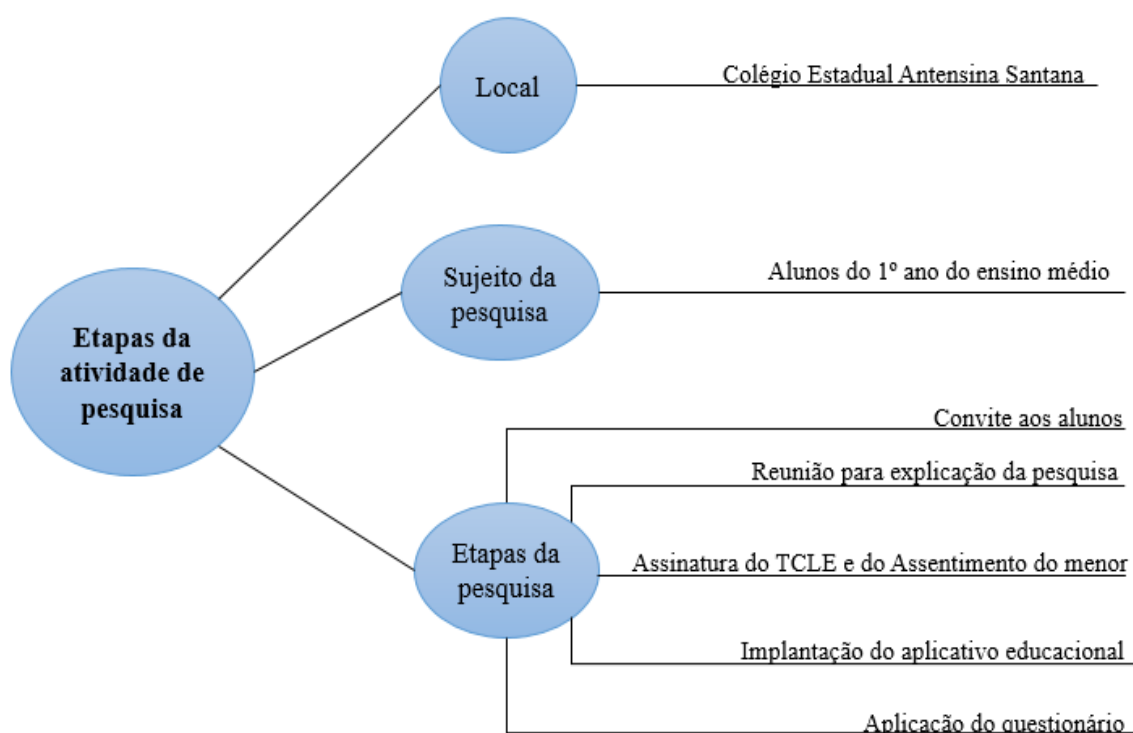 Local
Colégio Estadual Antensina Santana
Sujeito da
pesquisa
Alunos do 1º ano do ensino médio
Etapas da
atividade de
pesquisa
Convite aos alunos
Reunião para explicação da pesquisa
Etapas da
pesquisa
Assinatura do TCLE e do Assentimento do menor
Implantação do aplicativo educacional
Aplicação do questionário